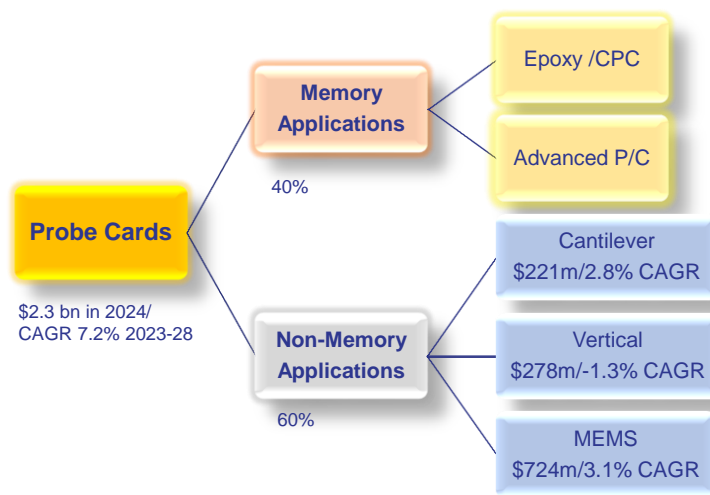 Probe Cards
$2.3 bn in 2024/
CAGR 7.2% 2023-28
Memory
Applications
40%
Epoxy /CPC
Advanced P/C
Non-Memory
Applications
60%
Cantilever
$221m/2.8% CAGR
Vertical
$278m/-1.3% CAGR
MEMS
$724m/3.1% CAGR